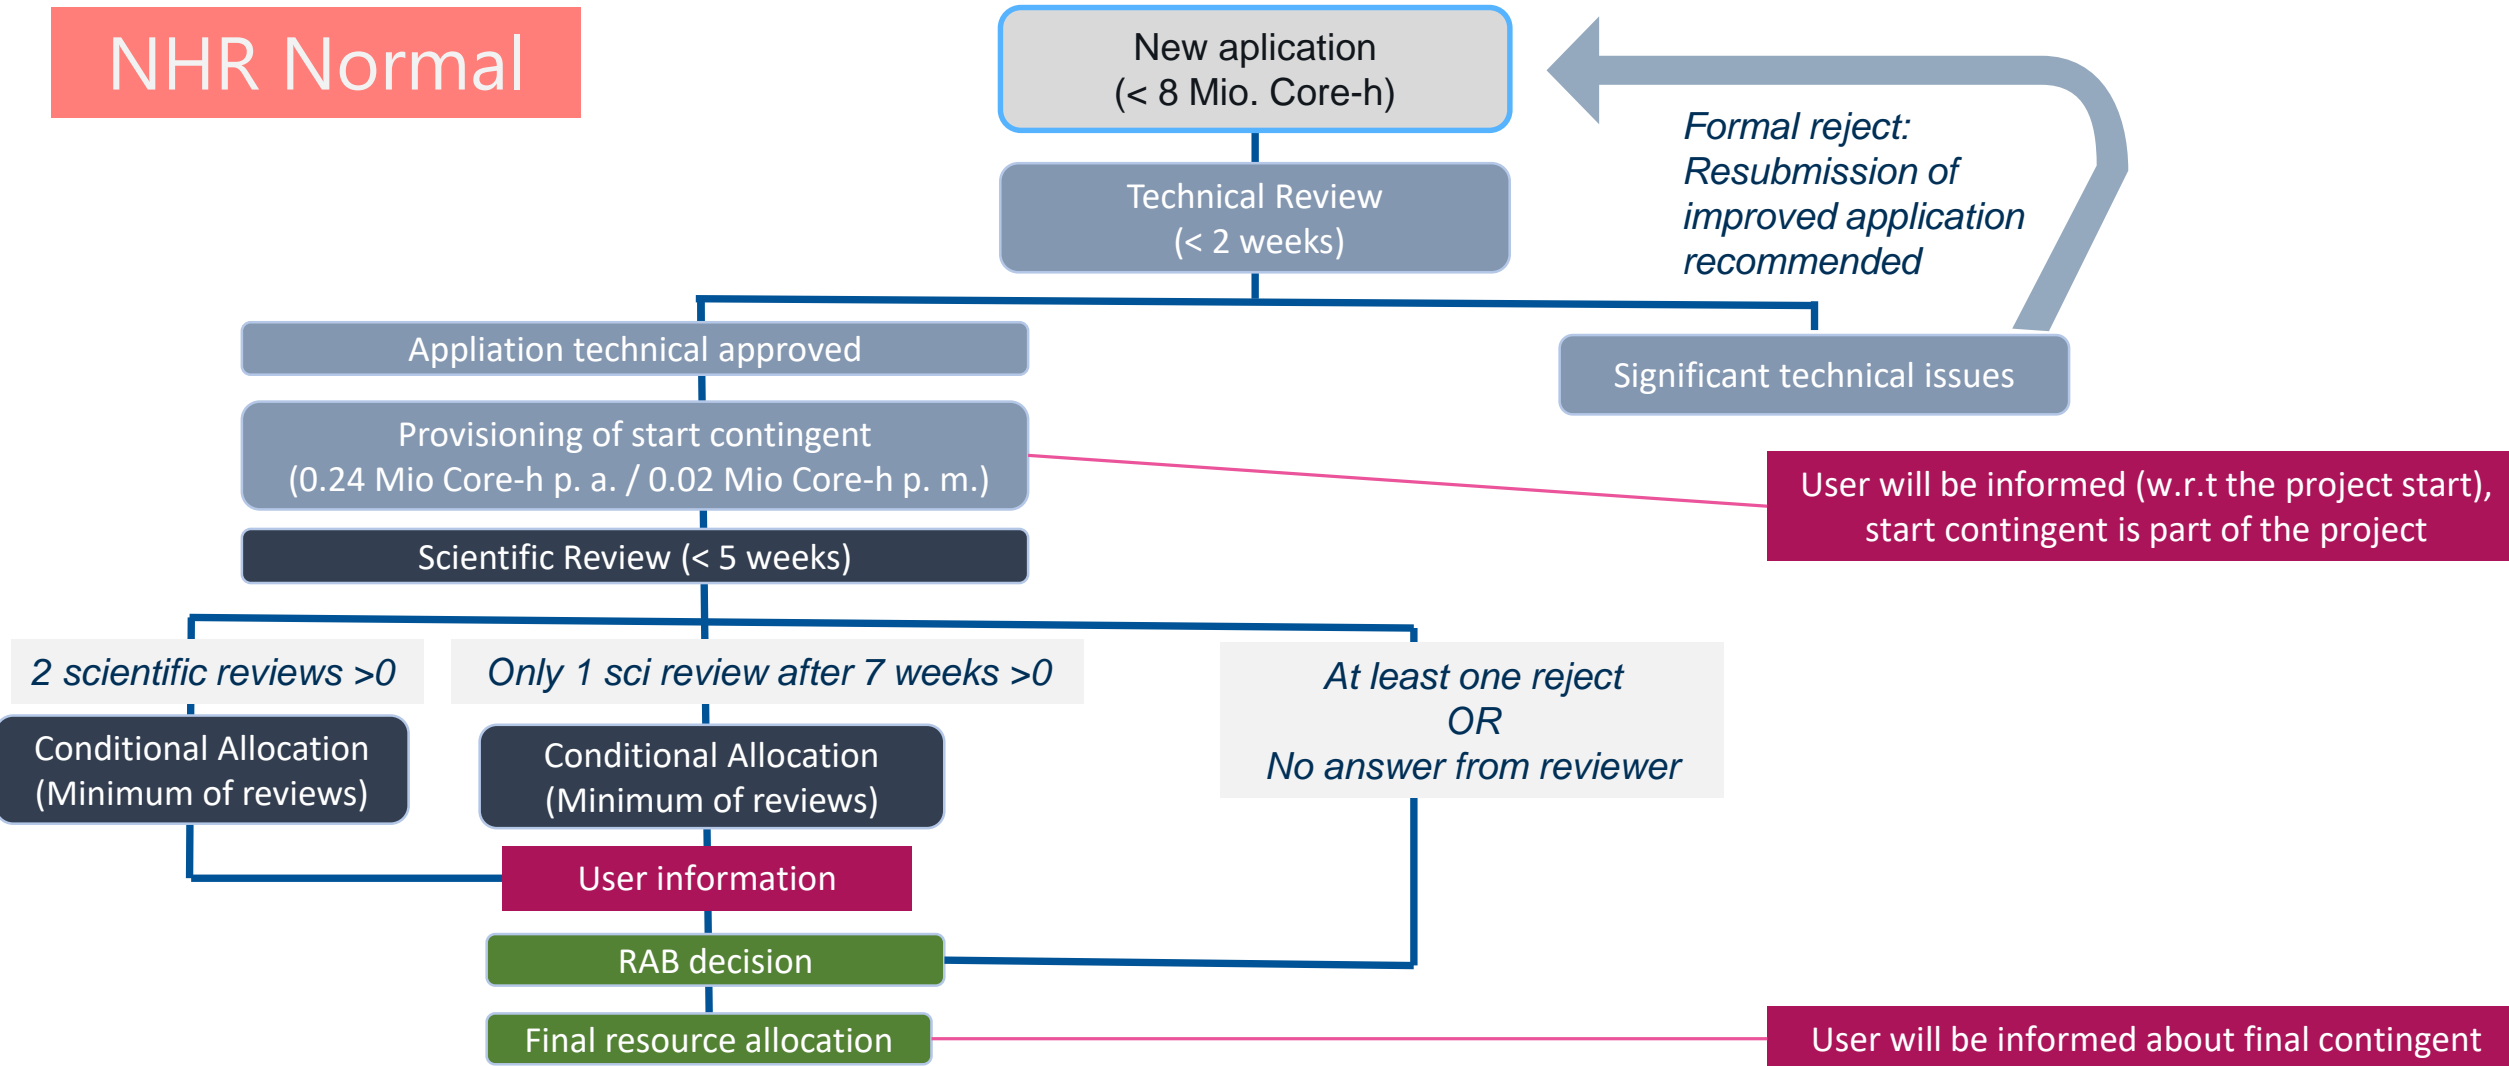 NHR Normal
New aplication
(< 8 Mio. Core-h)
Formal reject:
Resubmission of
improved application
recommended
Technical Review
(< 2 weeks)
Appliation technical approved
Significant technical issues
Provisioning of start contingent
(0.24 Mio Core-h p. a. / 0.02 Mio Core-h p. m.)
User will be informed (w.r.t the project start),
start contingent is part of the project
Scientific Review (< 5 weeks)
2 scientific reviews >0
Only 1 sci review after 7 weeks >0
At least one reject
OR
No answer from reviewer
Conditional Allocation
(Minimum of reviews)
Conditional Allocation
(Minimum of reviews)
User information
RAB decision
Final resource allocation
User will be informed about final contingent